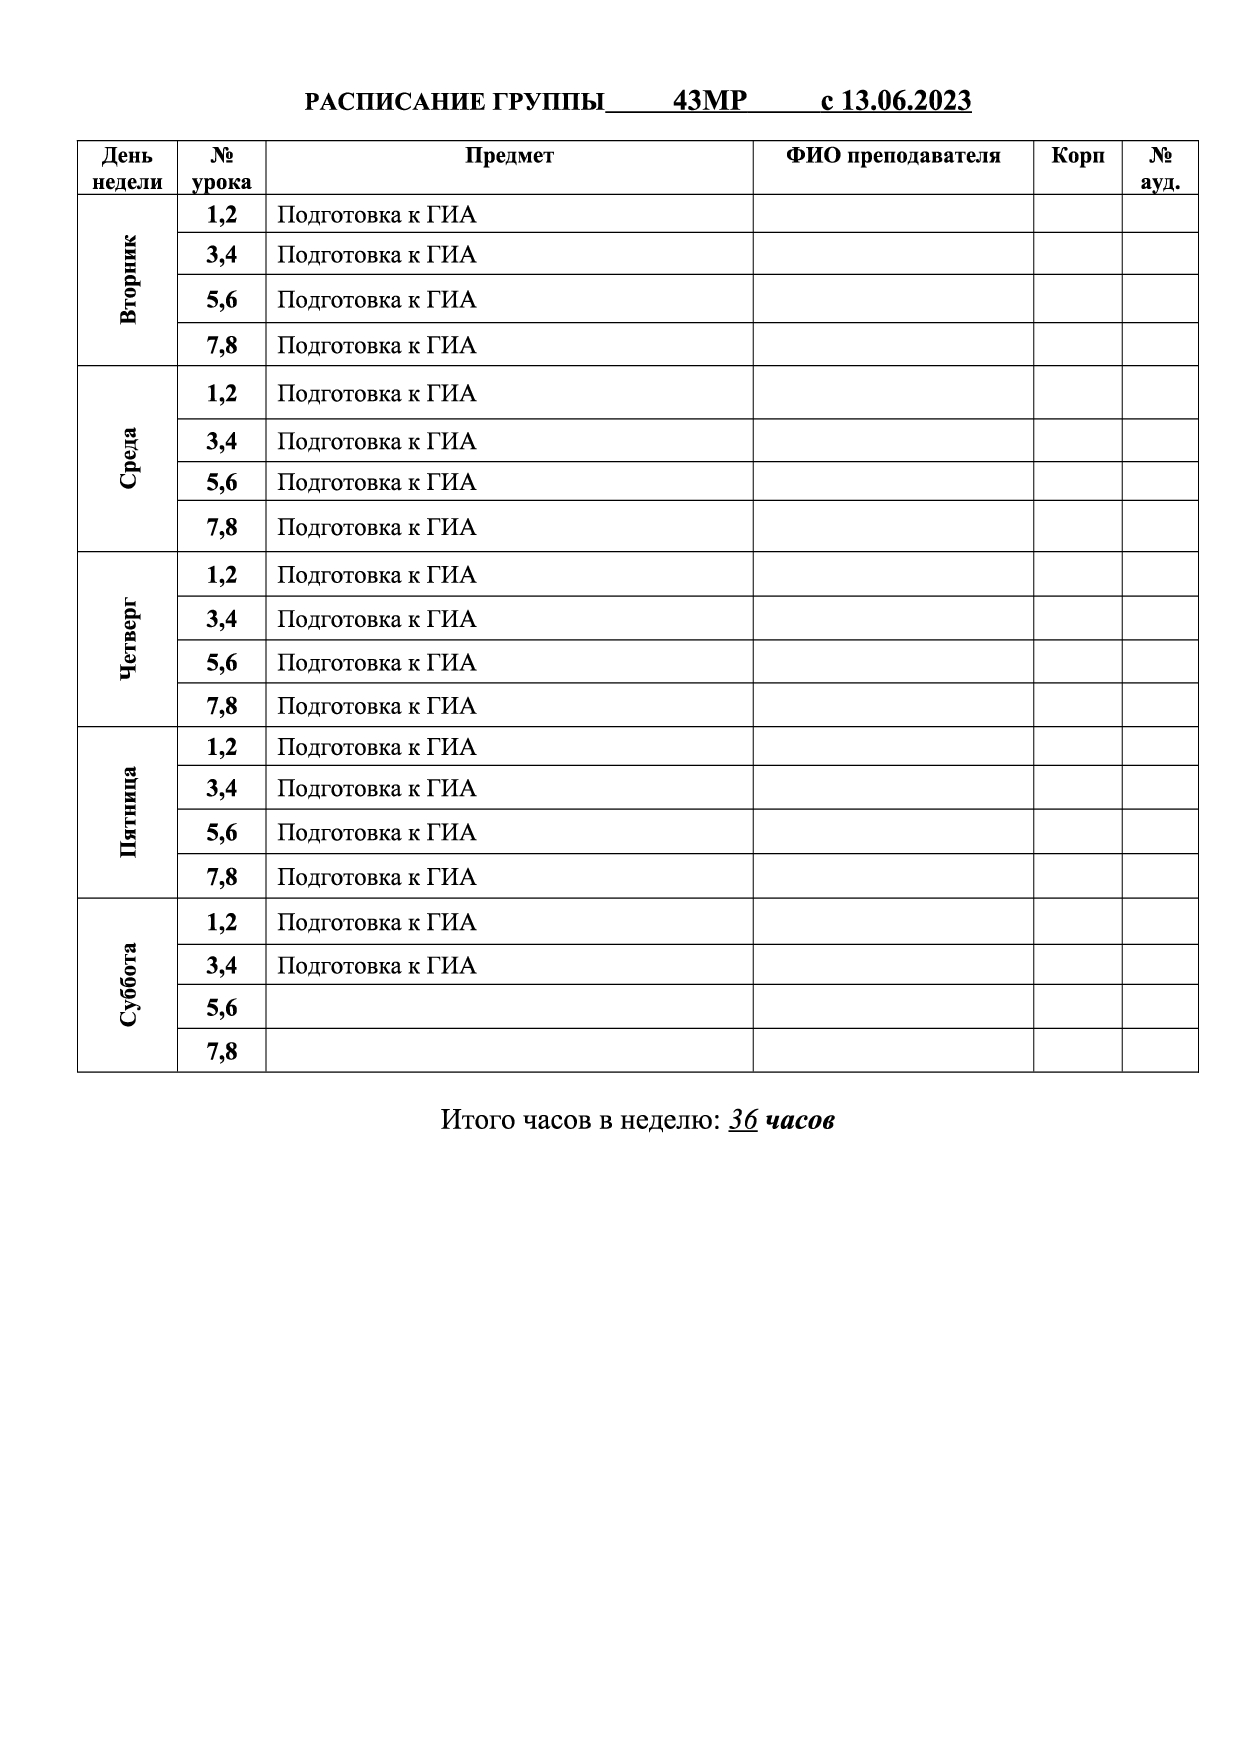 РАСПИСАНИЕ ГРУППЫ 43МР с 13.06.2023
День недели № урока Предмет ФИО преподавателя Корп № ауд.
Вторник
1,2 Подготовка к ГИА
3,4 Подготовка к ГИА
5,6 Подготовка к ГИА
7,8 Подготовка к ГИА
Среда
1,2 Подготовка к ГИА
3,4 Подготовка к ГИА
5,6 Подготовка к ГИА
7,8 Подготовка к ГИА
Четверг
1,2 Подготовка к ГИА
3,4 Подготовка к ГИА
5,6 Подготовка к ГИА
7,8 Подготовка к ГИА
Пятница
1,2 Подготовка к ГИА
3,4 Подготовка к ГИА
5,6 Подготовка к ГИА
7,8 Подготовка к ГИА
Суббота
1,2 Подготовка к ГИА
3,4 Подготовка к ГИА
5,6
7,8
Итого часов в неделю: 36 часов